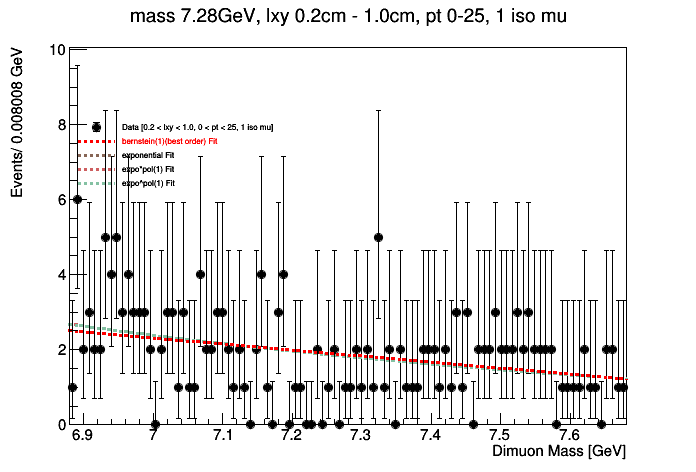 mass 7.28GeV, lxy 0.2cm - 1.0cm, pt 0-25, 1 iso mu
Events/ 0.008008 GeV
10
8
6
4
2
0
Data [0.2 < lxy < 1.0, 0 < pt < 25, 1 iso mu]
bernstein(1)(best order) Fit
exponential Fit
expo*pol(1) Fit
expo^pol(1) Fit
6.9 7 7.1 7.2 7.3 7.4 7.5 7.6
Dimuon Mass [GeV]